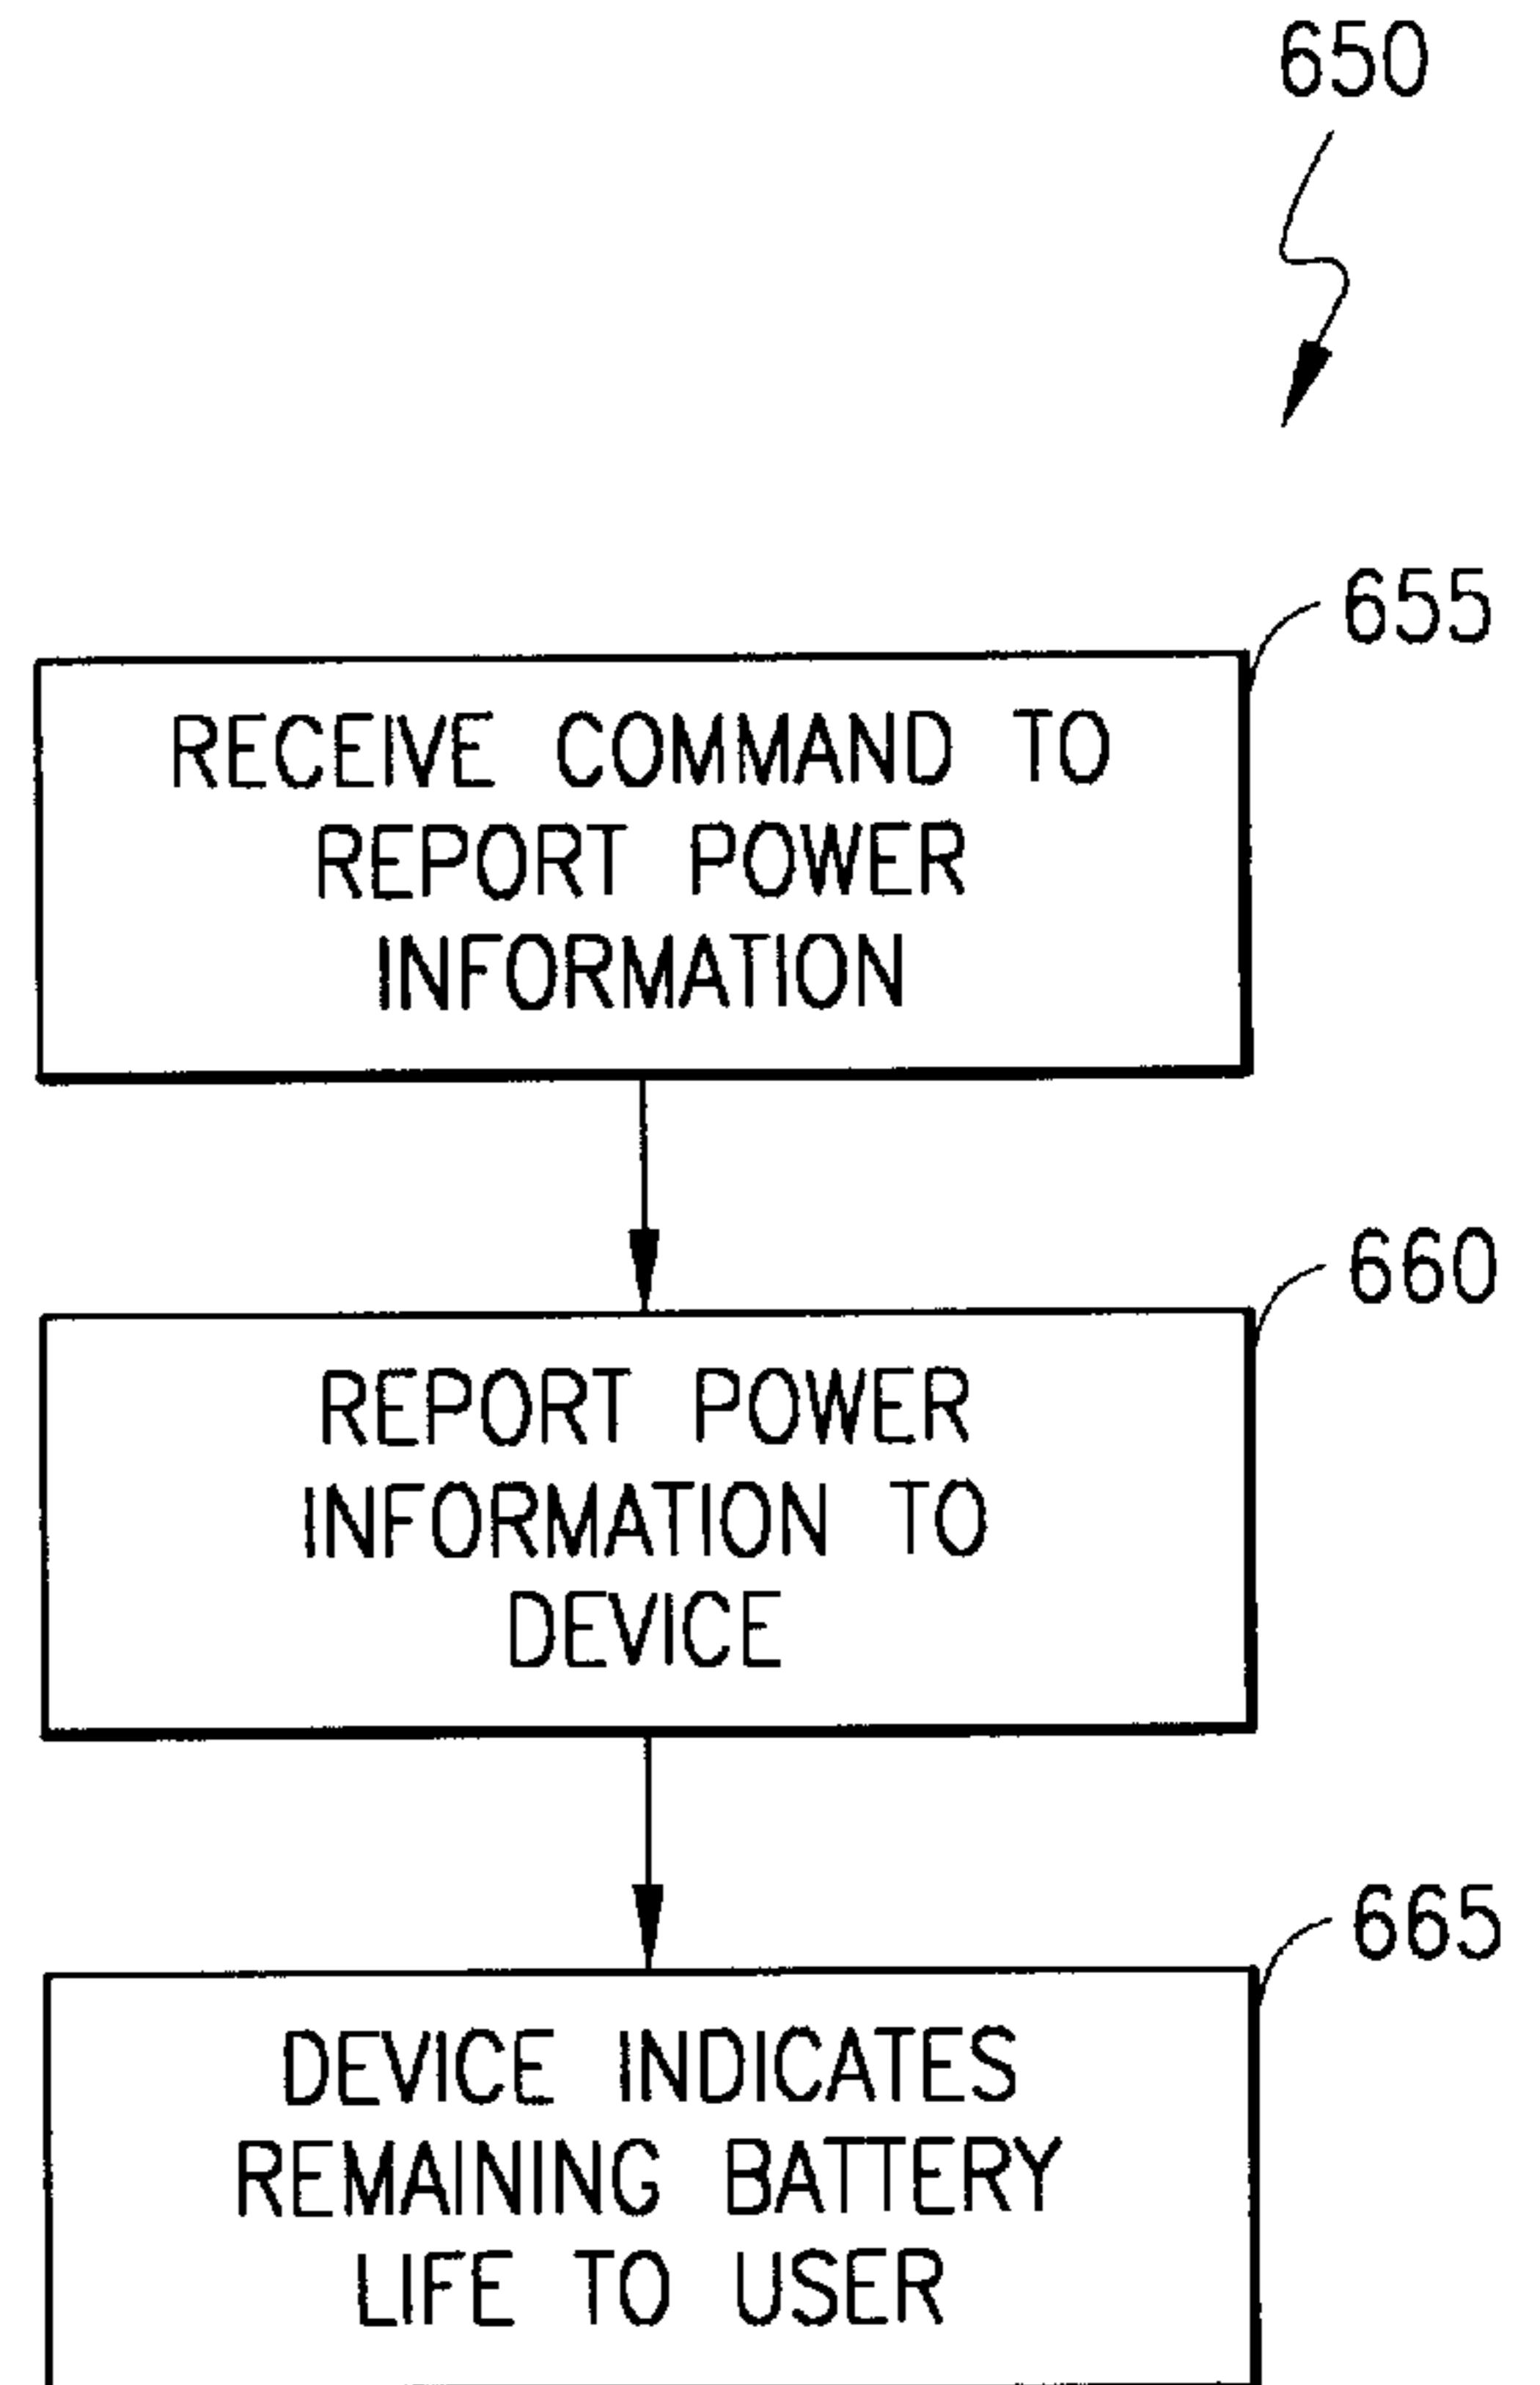 650
655
RECEIVE COMMAND TO
REPORT POWER
INFORMATION
660
REPORT POWER
INFORMATION TO
DEVICE
665
DEVICE INDICATES
REMAINING BATTERY
LIFE TO USER